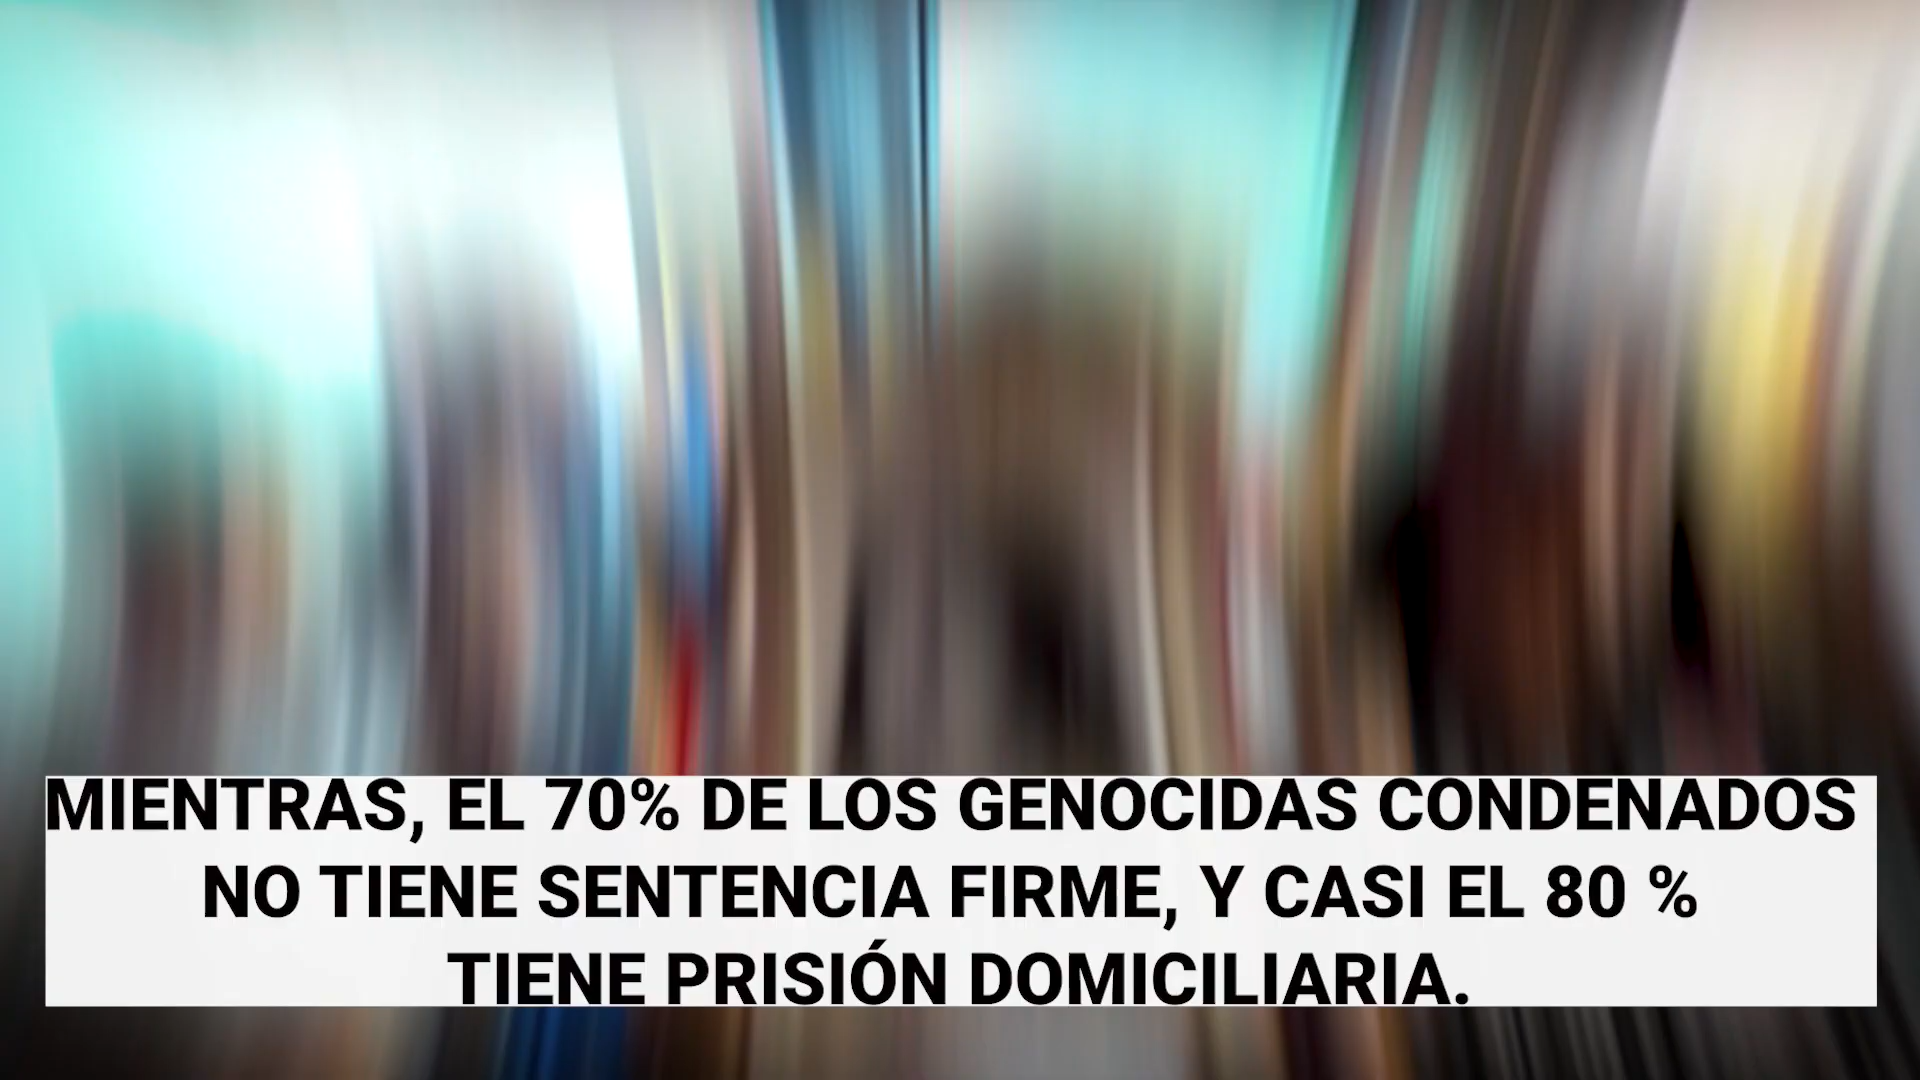 MIENTRAS, EL 70% DE LOS GENOCIDAS CONDENADOS
NO TIENE SENTENCIA FIRME, Y CASI EL 80 %
TIENE PRISIÓN DOMICILIARIA.